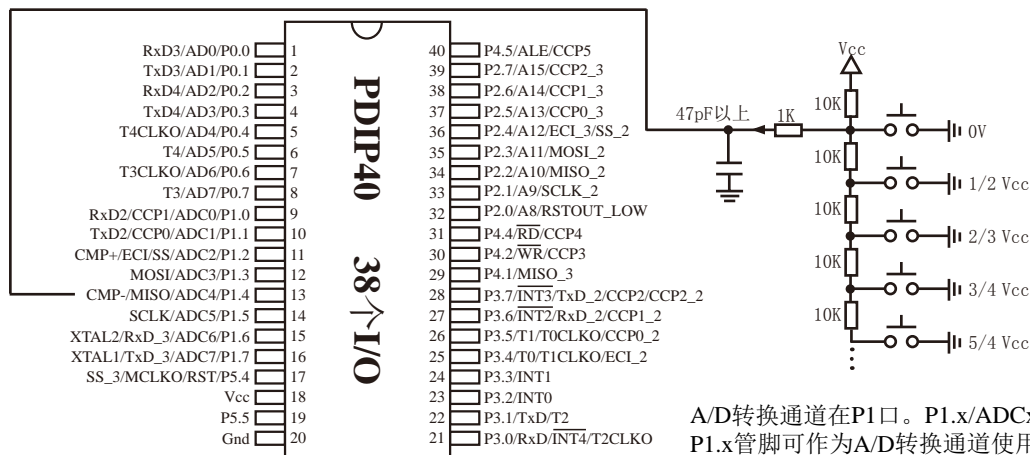 RxD3/AD0/P0.0 1
TxD3/AD1/P0.1 2
RxD4/AD2/P0.2 3
TxD4/AD3/P0.3 4
T4CLKO/AD4/P0.4 5
T4/AD5/P0.5 6
T3CLKO/AD6/P0.6 7
T3/AD7/P0.7 8
RxD2/CCP1/ADC0/P1.0 9
TxD2/CCP0/ADC1/P1.1 10
CMP+/ECI/SS/ADC2/P1.2 11
MOSI/ADC3/P1.3 12
CMP-/MISO/ADC4/P1.4 13
SCLK/ADC5/P1.5 14
XTAL2/RxD_3/ADC6/P1.6 15
XTAL1/TxD_3/ADC7/P1.7 16
SS_3/MCLKO/RST/P5.4 17
Vcc 18
P5.5 19
Gnd 20
PDIP40 38个I/O
40 P4.5/ALE/CCP5
39 P2.7/A15/CCP2_3
38 P2.6/A14/CCP1_3
37 P2.5/A13/CCP0_3
36 P2.4/A12/ECI_3/SS_2
35 P2.3/A11/MOSI_2
34 P2.2/A10/MISO_2
33 P2.1/A9/SCLK_2
32 P2.0/A8/RSTOUT_LOW
31 P4.4/RD/CCP4
30 P4.2/WR/CCP3
29 P4.1/MISO_3
28 P3.7/INT3/TxD_2/CCP2/CCP2_2
27 P3.6/INT2/RxD_2/CCP1_2
26 P3.5/T1/T0CLKO/CCP0_2
25 P3.4/T0/T1CLKO/ECI_2
24 P3.3/INT1
23 P3.2/INT0
22 P3.1/TxD/T2
21 P3.0/RxD/INT4/T2CLKO
Vcc
10K
47pF以上
1K
0V
10K
1/2 Vcc
10K
2/3 Vcc
10K
3/4 Vcc
10K
5/4 Vcc
A/D转换通道在P1口。P1.x/ADCx
P1.x管脚可作为A/D转换通道使用